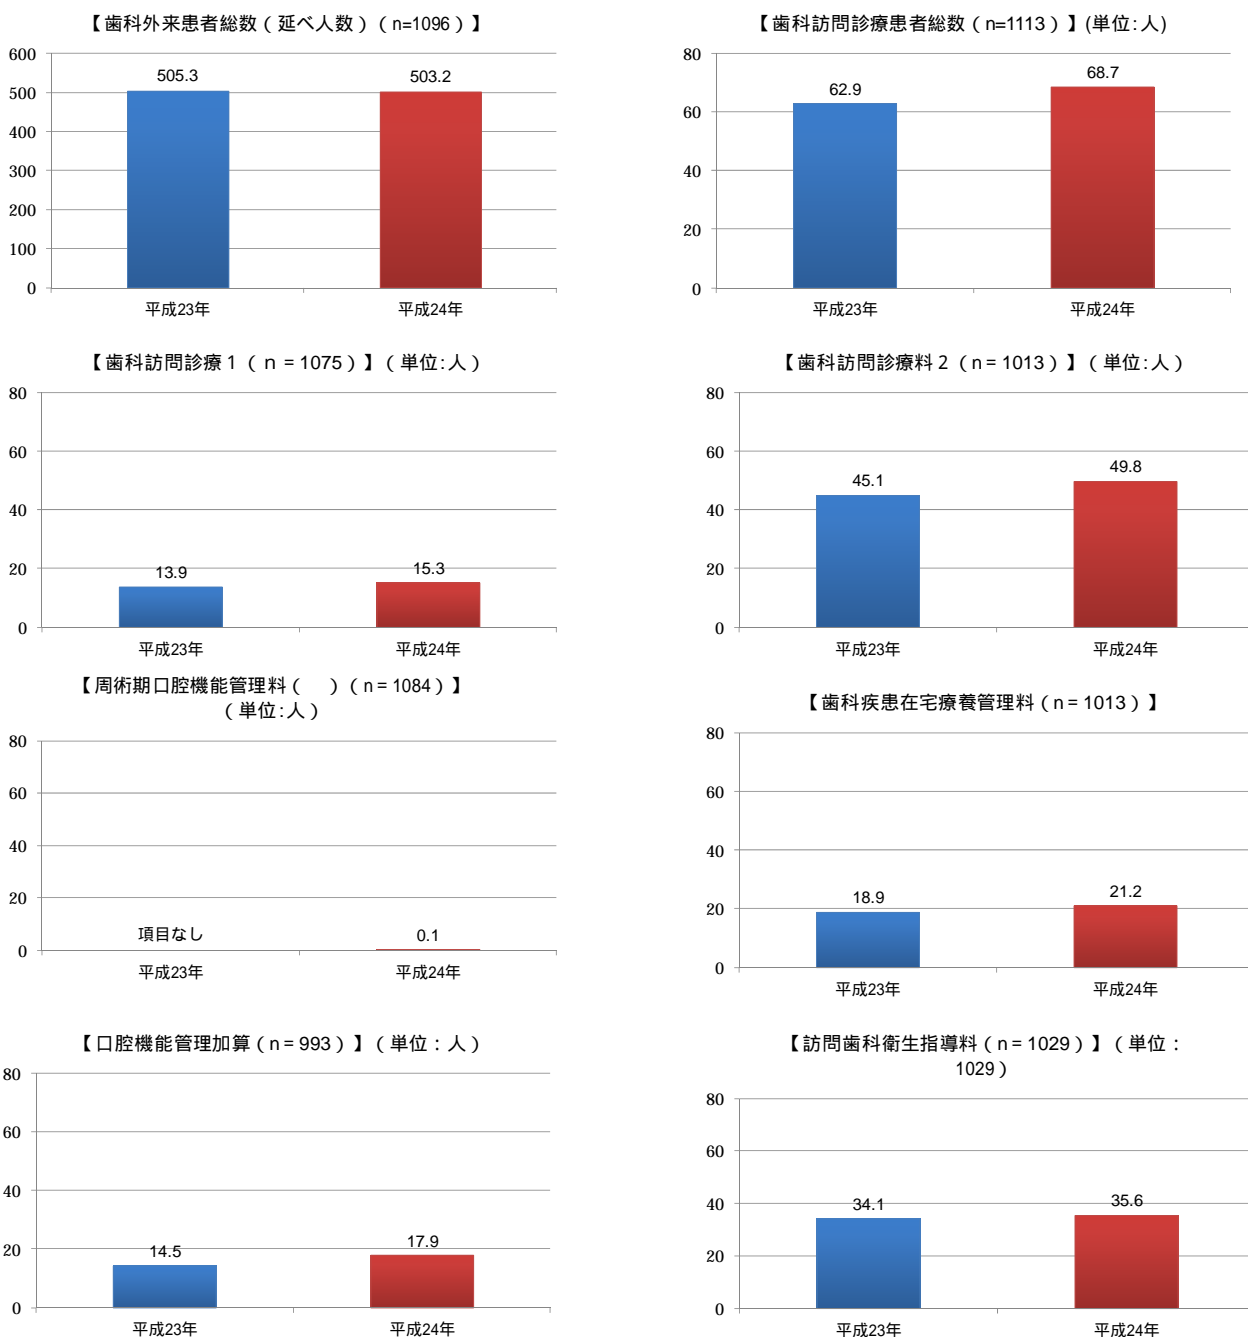 【歯科外来患者総数（延べ人数）（n=1096）】
600
500
400
300
200
100
0
505.3
503.2
平成23年
平成24年
【歯科訪問診療患者総数（n=1113）】(単位:人)
80
60
40
20
0
62.9
68.7
平成23年
平成24年
【歯科訪問診療１（ｎ＝1075）】（単位:人）
80
60
40
20
0
13.9
15.3
平成23年
平成24年
【歯科訪問診療料２（n＝1013）】（単位:人）
80
60
40
20
0
45.1
49.8
平成23年
平成24年
【周術期口腔機能管理料（　）（n＝1084）】
（単位:人）
80
60
40
20
0
項目なし
0.1
平成23年
平成24年
【歯科疾患在宅療養管理料（n＝1013）】
80
60
40
20
0
18.9
21.2
平成23年
平成24年
【口腔機能管理加算（n＝993）】（単位：人）
80
60
40
20
0
14.5
17.9
平成23年
平成24年
【訪問歯科衛生指導料（n＝1029）】（単位：
1029）
80
60
40
20
0
34.1
35.6
平成23年
平成24年